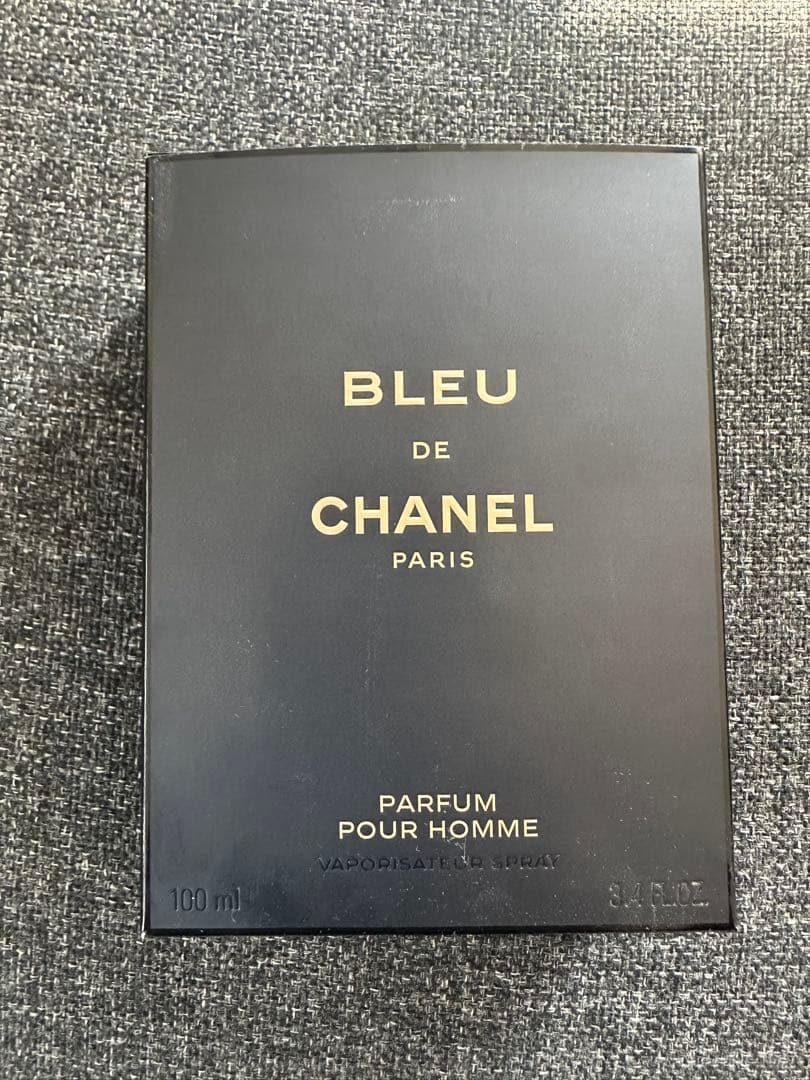 BLEU
DE
CHANEL
PARIS
PARFUM
POUR HOMME
VAPORISATEUR SPRAY
100 ml
3.4 FL.OZ.